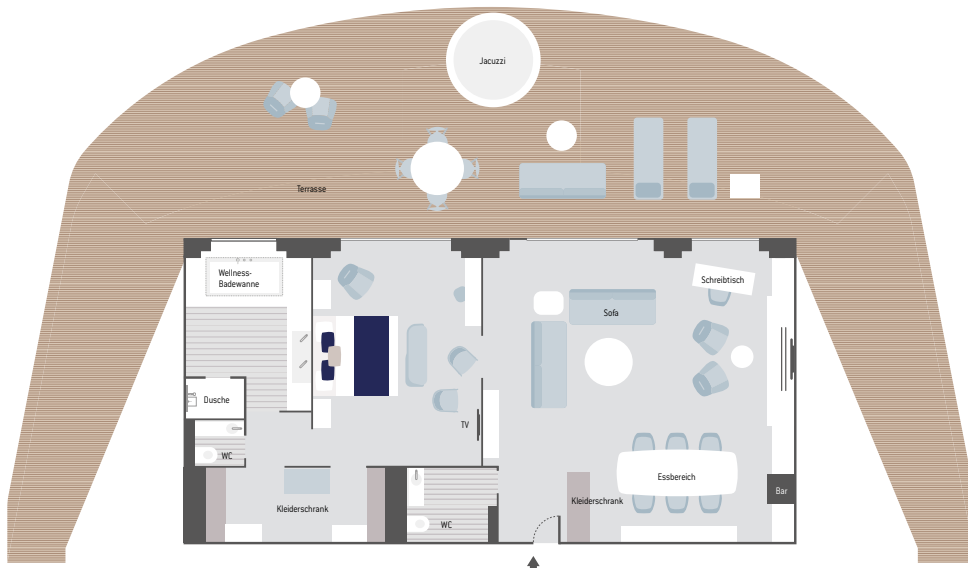 Jacuzzi
Terrasse
Wellness-
Badewanne
Schreibtisch
Sofa
Dusche
TV
WC
Essbereich
Kleiderschrank
Bar
Kleiderschrank
WC